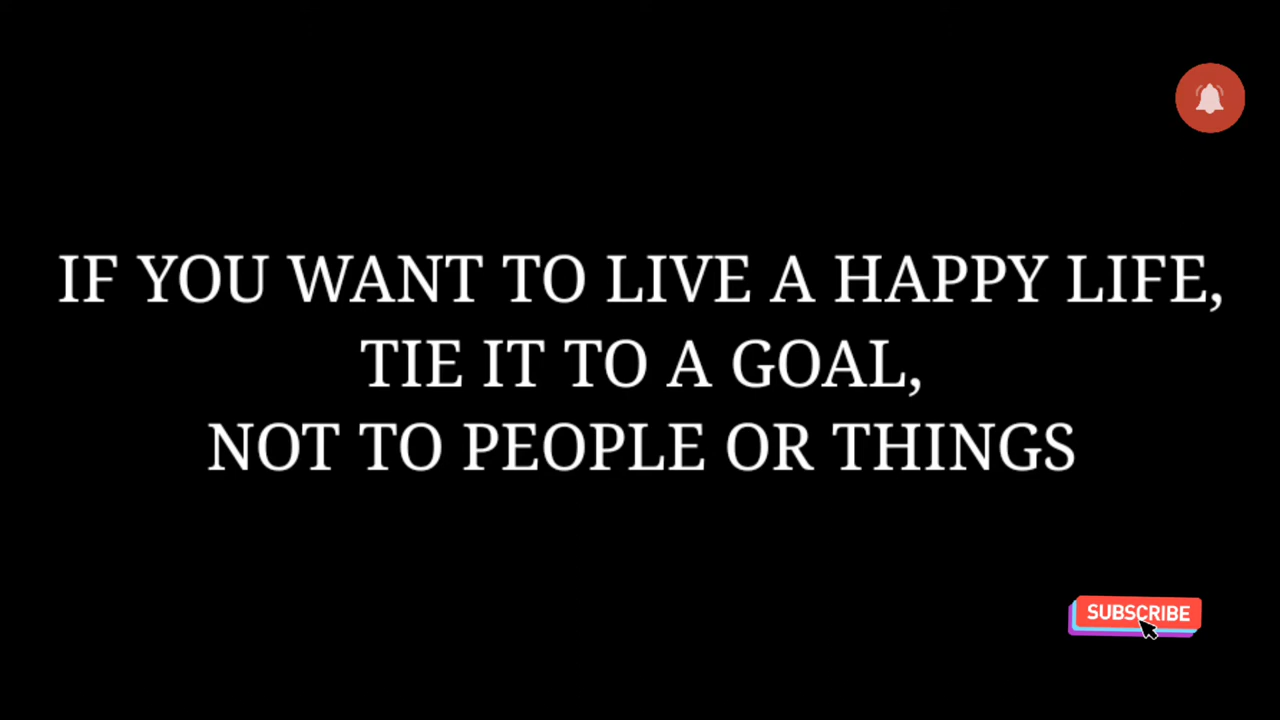 IF YOU WANT TO LIVE A HAPPY LIFE,
TIE IT TO A GOAL,
NOT TO PEOPLE OR THINGS
SUBSCRIBE